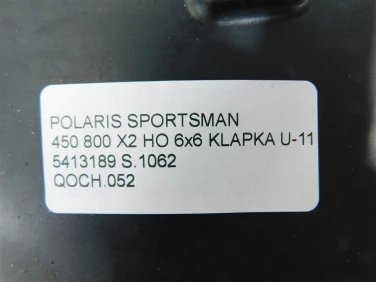 POLARIS SPORTSMAN
450 800 X2 HO 6x6 KLAPKA U-11
5413189 S.1062
QOCH.052